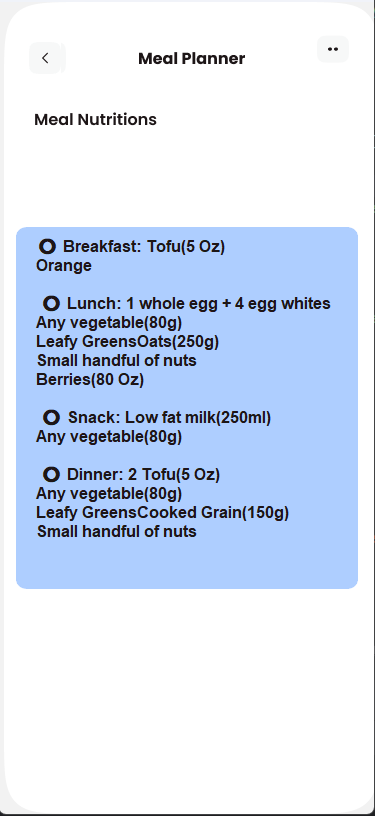 Meal Planner
Meal Nutritions
Breakfast: Tofu(5 Oz)
Orange
Lunch: 1 whole egg + 4 egg whites
Any vegetable(80g)
Leafy GreensOats(250g)
Small handful of nuts
Berries(80 Oz)
Snack: Low fat milk(250ml)
Any vegetable(80g)
Dinner: 2 Tofu(5 Oz)
Any vegetable(80g)
Leafy GreensCooked Grain(150g)
Small handful of nuts